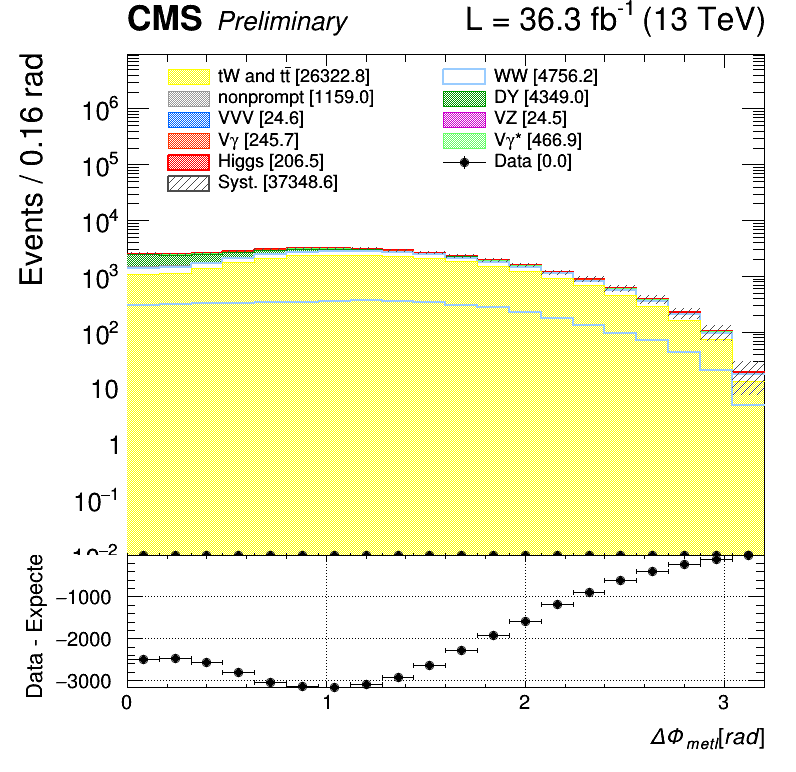 CMS Preliminary L = 36.3 fb⁻¹ (13 TeV)
Events / 0.16 rad
tW and tt̄ [26322.8] WW [4756.2]
nonprompt [1159.0] DY [4349.0]
VVV [24.6] VZ [24.5]
Vγ [245.7] Vγ* [466.9]
Higgs [206.5] Data [0.0]
Syst. [37348.6]
10⁶
10⁵
10⁴
10³
10²
10
1
10⁻¹
10⁻²
Data - Expecte
−1000
−2000
−3000
0 1 2 3
ΔΦmetl[rad]